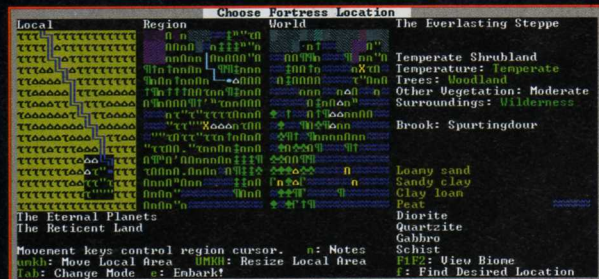 Choose Fortress Location
Local Region World The Everlasting Steppe
Temperate Shrubland
Temperature: Temperate
Trees: Woodland
Other Vegetation: Moderate
Surroundings: Wilderness
Brook: Spurtingdour
Loamy sand
Sandy clay
Clay loam
Peat
The Eternal Planets Diorite
The Reticent Land Quartzite
Gabbro
Movement keys control region cursor. n: Notes Schist
umkh: Move Local Area UMKH: Resize Local Area F1F2: View Biome
Tab: Change Mode e: Embark! f: Find Desired Location